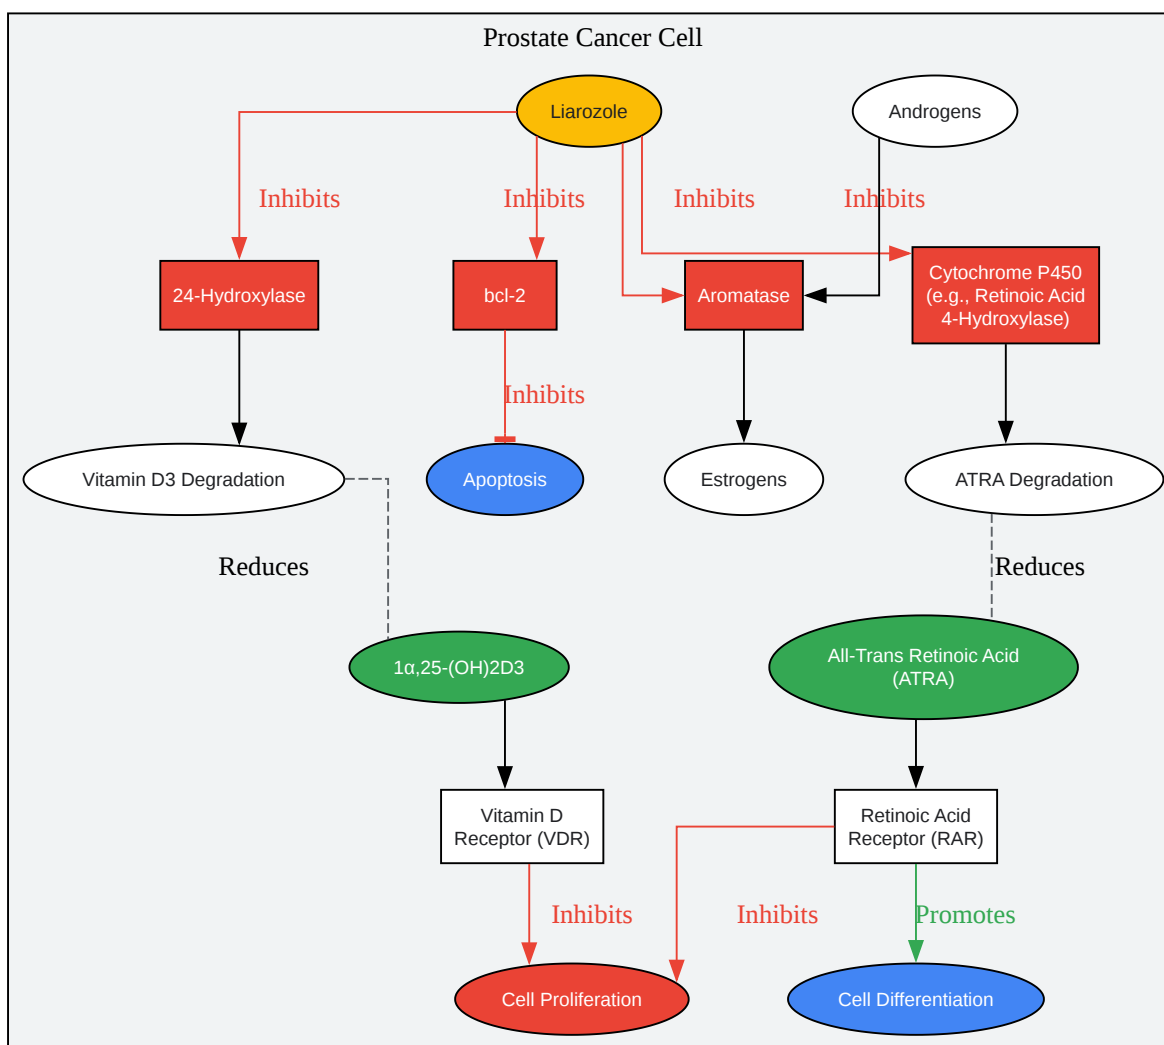 Prostate Cancer Cell
Liarozole
Androgens
Inhibits
Inhibits
Inhibits
Inhibits
24-Hydroxylase
bcl-2
Aromatase
Cytochrome P450
(e.g., Retinoic Acid
4-Hydroxylase)
Inhibits
Vitamin D3 Degradation
Apoptosis
Estrogens
ATRA Degradation
Reduces
Reduces
1α,25-(OH)2D3
All-Trans Retinoic Acid
(ATRA)
Vitamin D
Receptor (VDR)
Retinoic Acid
Receptor (RAR)
Inhibits
Inhibits
Promotes
Cell Proliferation
Cell Differentiation